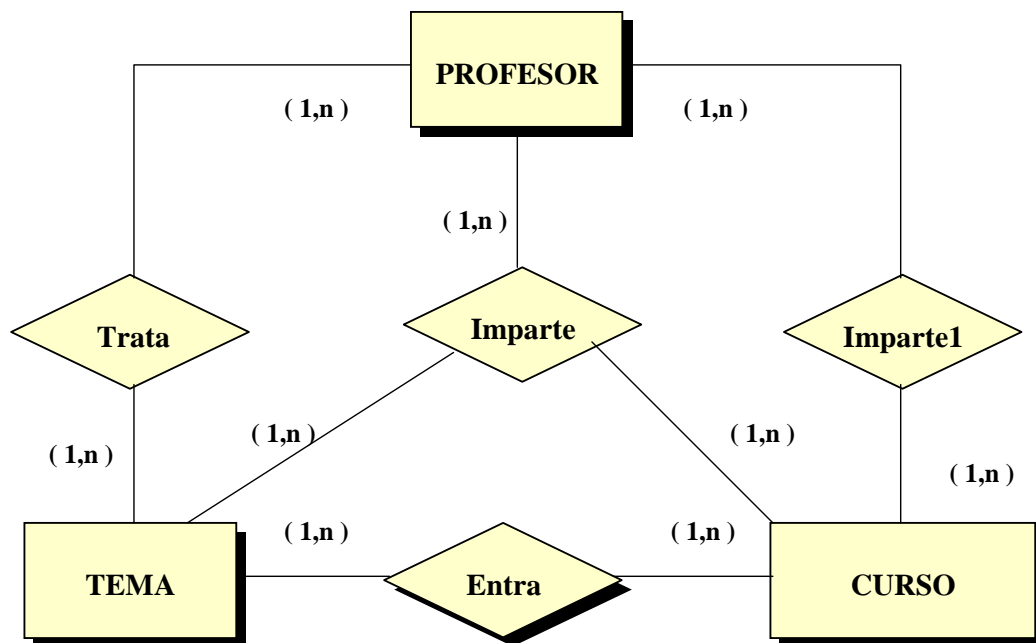 PROFESOR
( 1,n )
( 1,n )
( 1,n )
Trata
Imparte
Imparte1
( 1,n )
( 1,n )
( 1,n )
( 1,n )
( 1,n )
( 1,n )
TEMA
Entra
CURSO